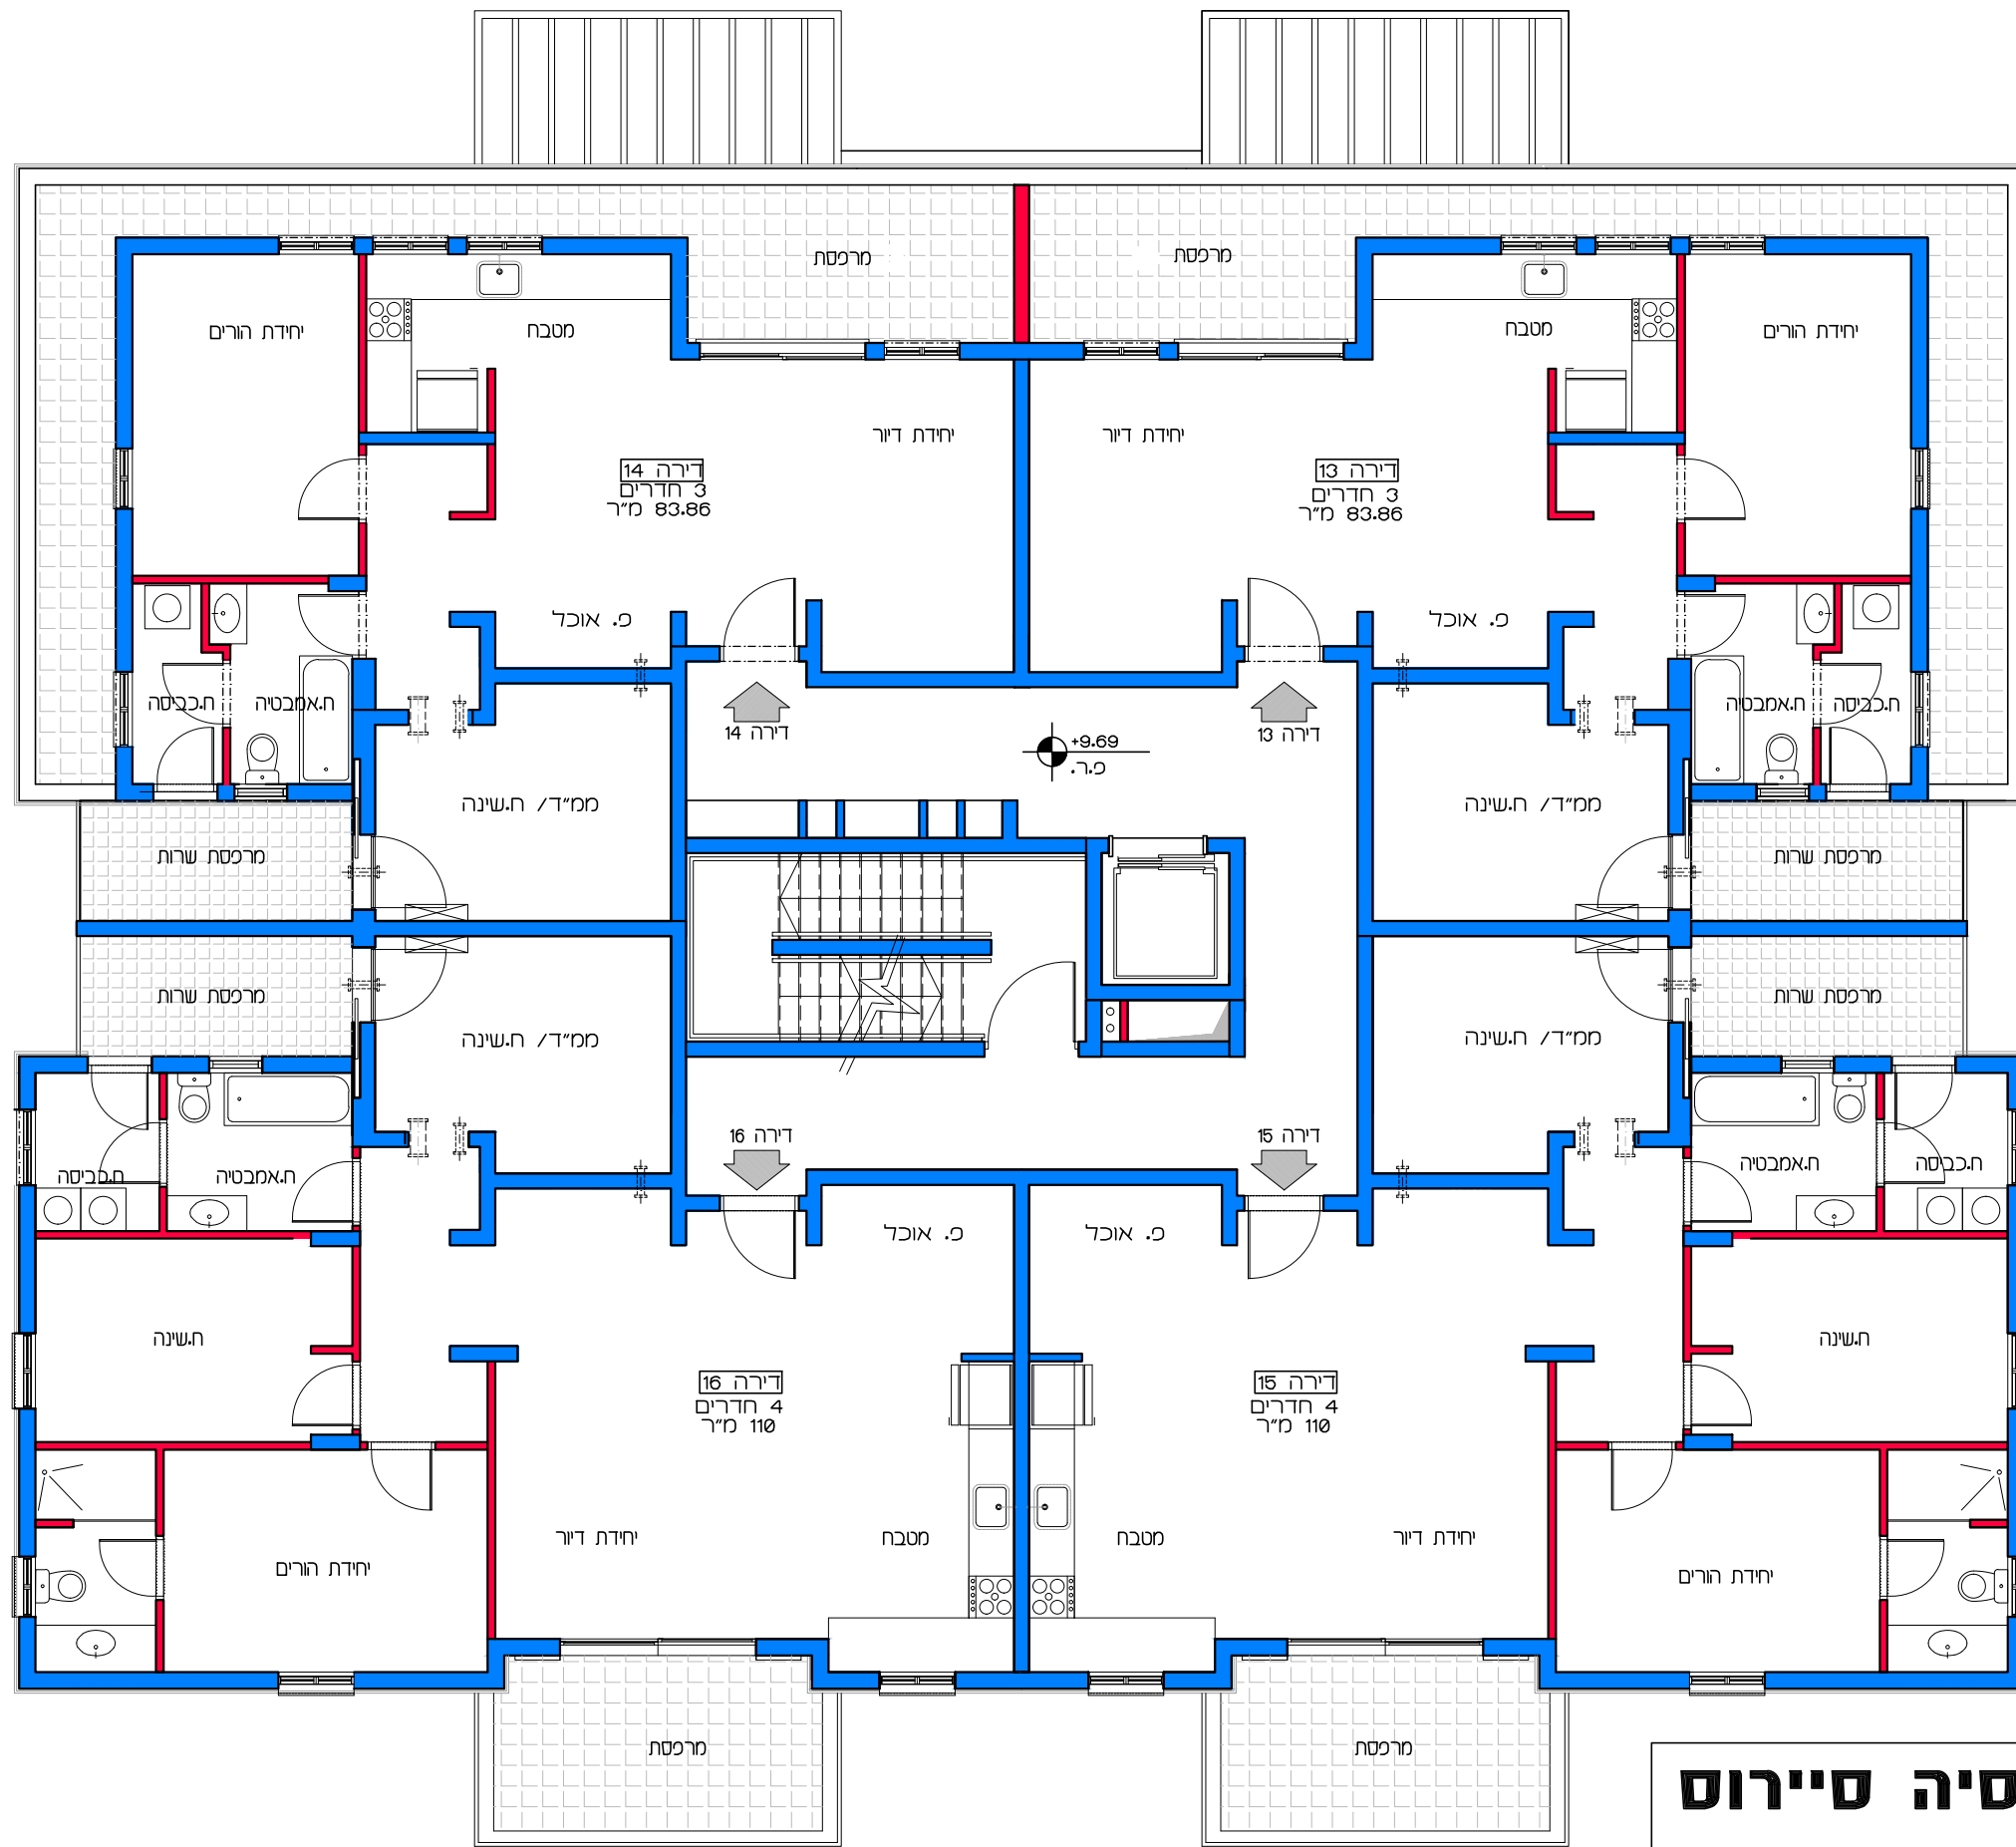 מרפסת
מרפסת
יחידת הורים
מטבח
מטבח
יחידת הורים
יחידת דיור
יחידת דיור
דירה 14
3 חדרים
83.86 מ"ר
דירה 13
3 חדרים
83.86 מ"ר
פ. אוכל
פ. אוכל
ח.כביסה
ח.אמבטיה
ח.אמבטיה
ח.כביסה
דירה 14
דירה 13
+9.69
פ.ר.
ממ"ד/ ח.שינה
ממ"ד/ ח.שינה
מרפסת שרות
מרפסת שרות
מרפסת שרות
מרפסת שרות
ממ"ד/ ח.שינה
ממ"ד/ ח.שינה
דירה 16
דירה 15
ח.כביסה
ח.אמבטיה
ח.אמבטיה
ח.כביסה
פ. אוכל
פ. אוכל
ח.שינה
ח.שינה
דירה 16
4 חדרים
110 מ"ר
דירה 15
4 חדרים
110 מ"ר
יחידת דיור
מטבח
מטבח
יחידת דיור
יחידת הורים
יחידת הורים
מרפסת
מרפסת
סיה סיירוס